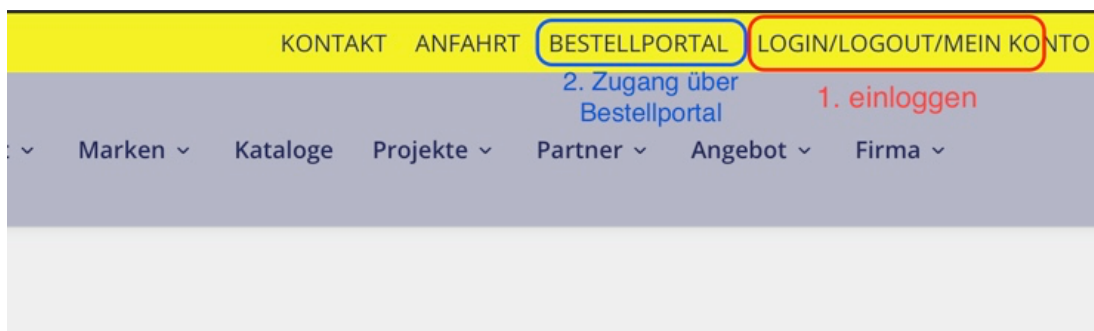 KONTAKT ANFAHRT BESTELLPORTAL LOGIN/LOGOUT/MEIN KONTO
2. Zugang über
Bestellportal
1. einloggen
Marken Kataloge Projekte Partner Angebot Firma